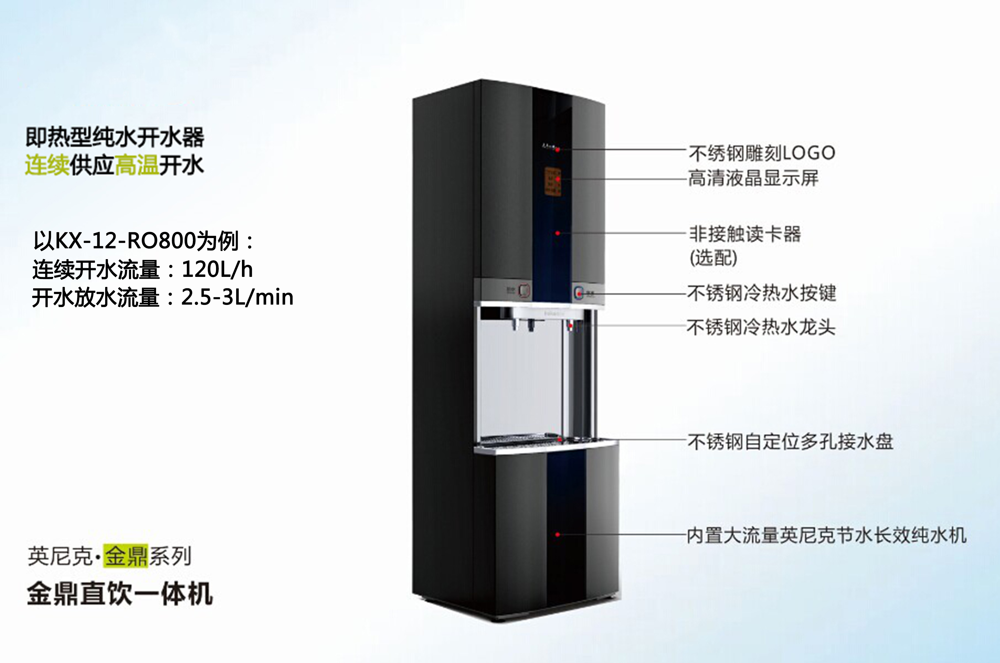 即热型纯水开水器
连续供应高温开水
以KX-12-RO800为例：
连续开水流量：120L/h
开水放水流量：2.5-3L/min
英尼克·金鼎系列
金鼎直饮一体机
不绣钢雕刻LOGO
高清液晶显示屏
非接触读卡器
(选配)
不锈钢冷热水按键
不锈钢冷热水龙头
不锈钢自定位多孔接水盘
内置大流量英尼克节水长效纯水机